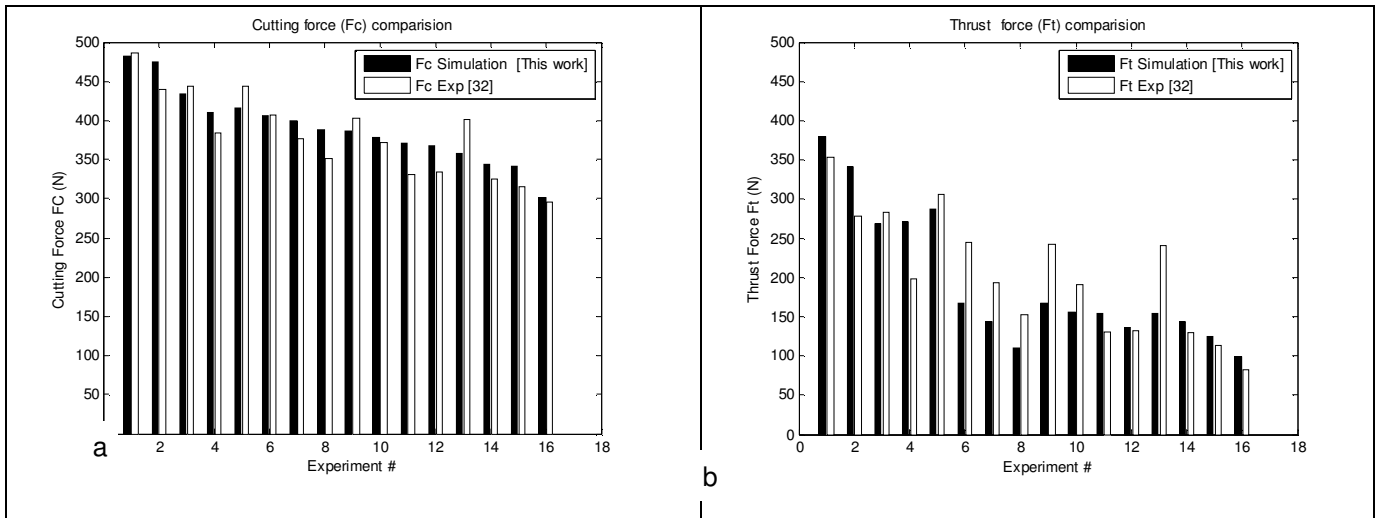 Cutting force (Fc) comparision
500
450
400
350
300
250
200
150
100
50
Cutting Force FC (N)
Fc Simulation [This work]
Fc Exp [32]
2 4 6 8 10 12 14 16 18
Experiment #
a
Thrust force (Ft) comparision
500
450
400
350
300
250
200
150
100
50
0
Thrust Force Ft (N)
Ft Simulation [This work]
Ft Exp [32]
0 2 4 6 8 10 12 14 16 18
Experiment #
b